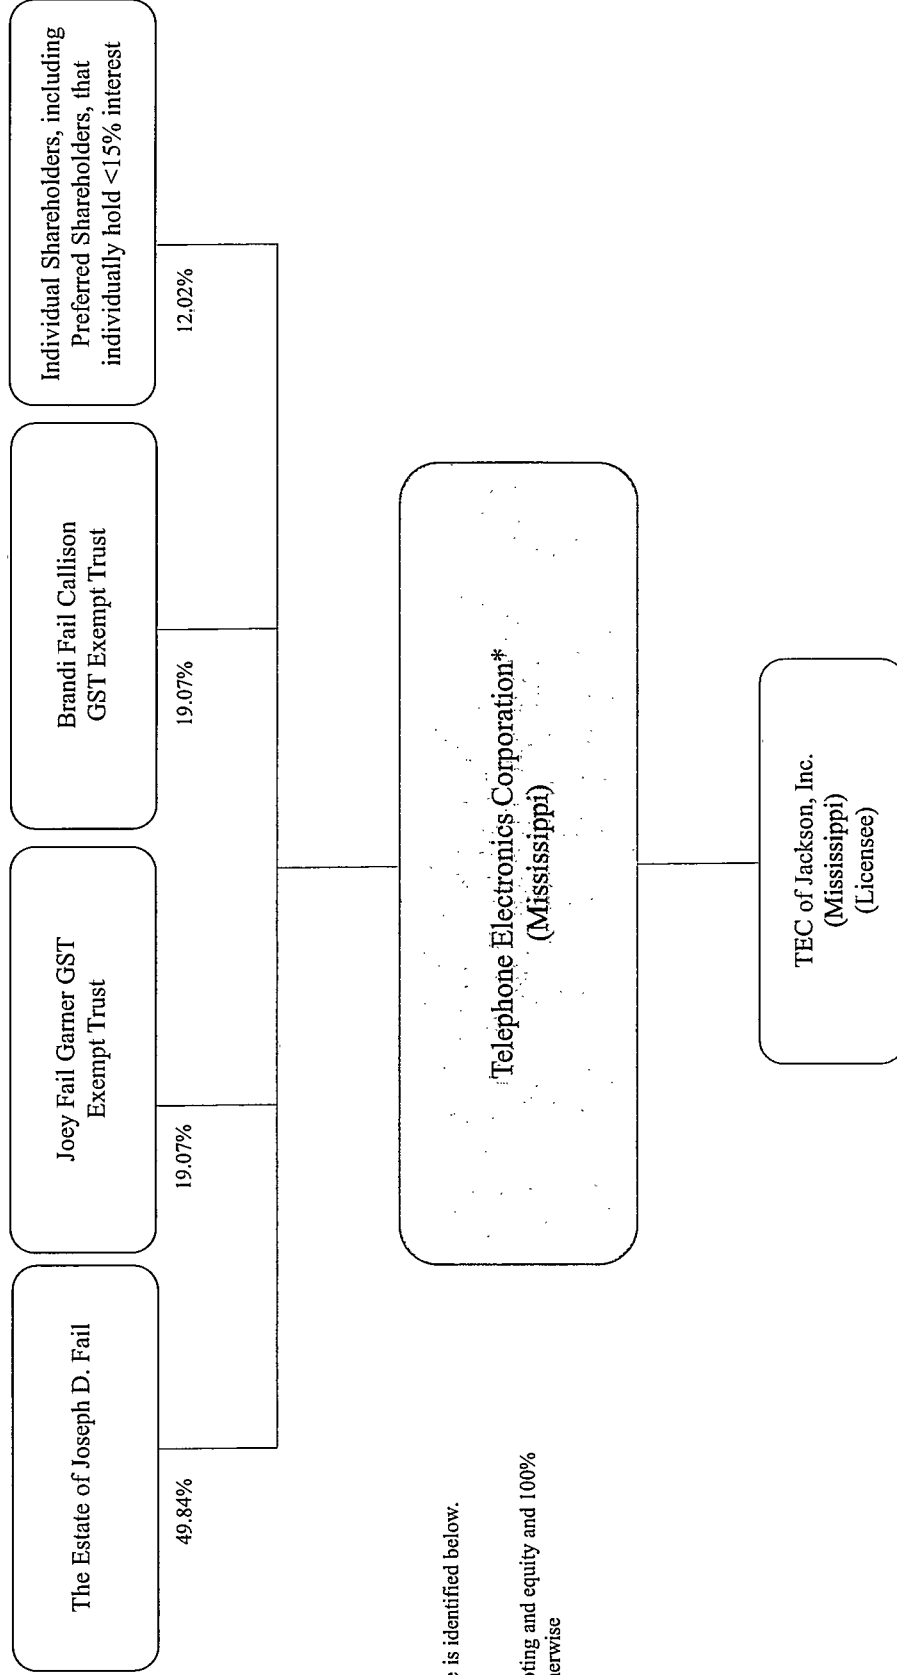 The Estate of Joseph D. Fail
49.84%
Joey Fail Garner GST
Exempt Trust
19.07%
Brandi Fail Callison
GST Exempt Trust
19.07%
Individual Shareholders, including
Preferred Shareholders, that
individually hold <15% interest
12.02%
Telephone Electronics Corporation*
(Mississippi)
TEC of Jackson, Inc.
(Mississippi)
(Licensee)
is identified below.
and equity and 100%